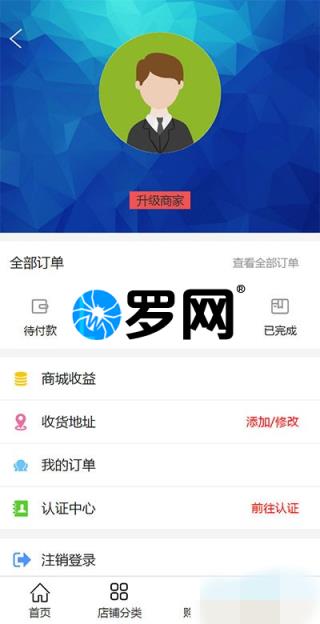 升级商家
全部订单 查看全部订单
罗网®
待付款 已完成
商城收益
收货地址 添加/修改
我的订单
认证中心 前往认证
注销登录
首页 店铺分类